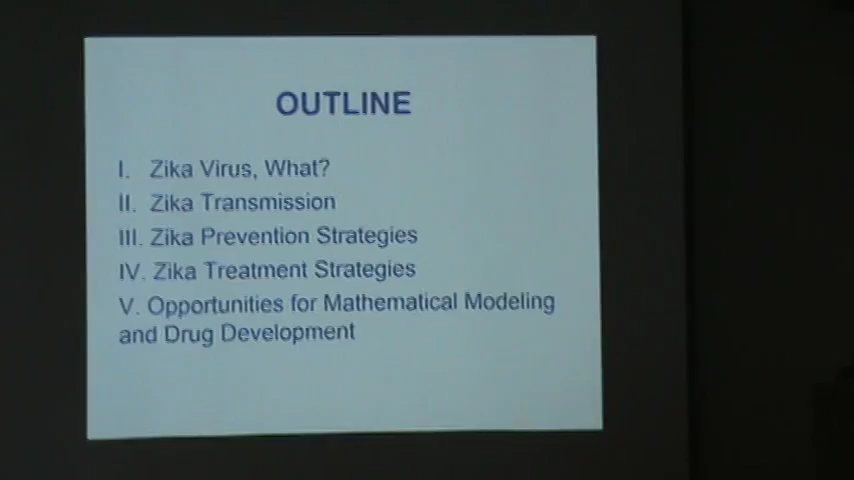 OUTLINE
I. Zika Virus, What?
II. Zika Transmission
III. Zika Prevention Strategies
IV. Zika Treatment Strategies
V. Opportunities for Mathematical Modeling
and Drug Development